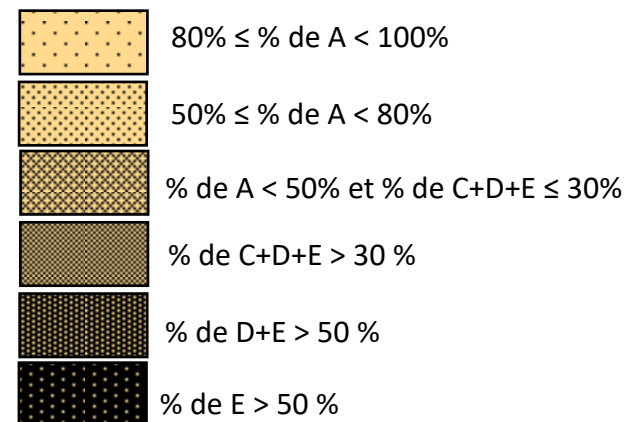 80% ≤ % de A < 100%
50% ≤ % de A < 80%
% de A < 50% et % de C+D+E ≤ 30%
% de C+D+E > 30 %
% de D+E > 50 %
% de E > 50 %